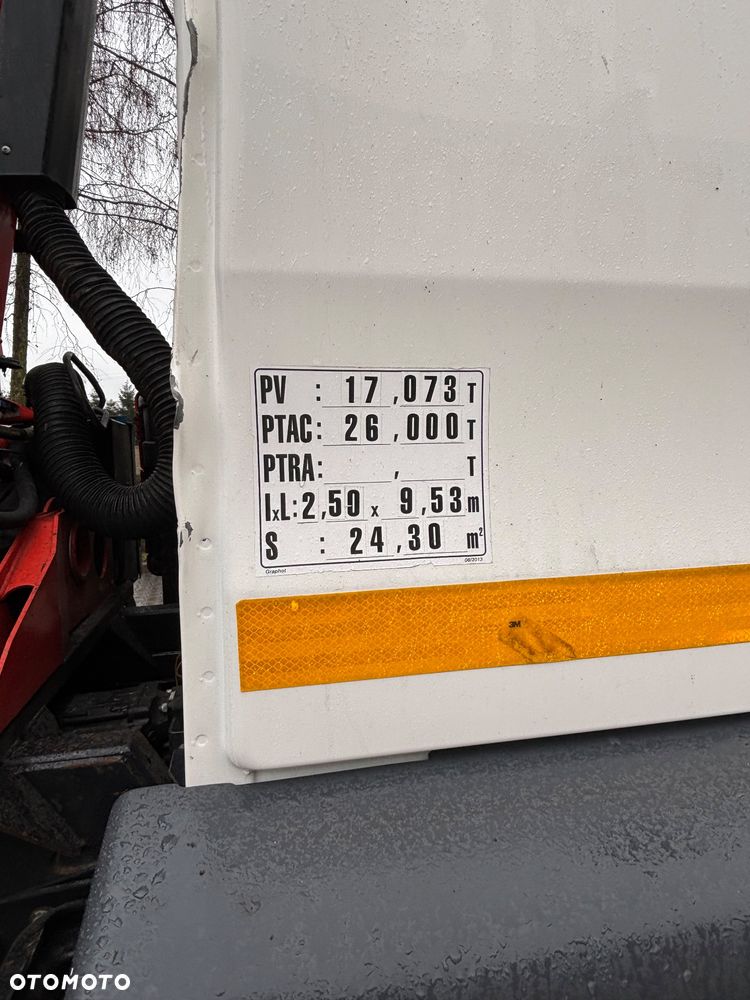 PV : 17,073 T
PTAC: 26,000 T
PTRA: , T
IxL: 2,50 x 9,53 m
S : 24,30 m²
Graphot 06/2013
3M
OTOMOTO